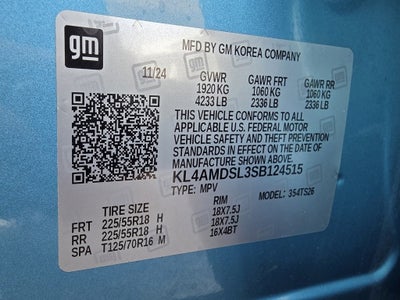 gm
MFD BY GM KOREA COMPANY
11/24 GVWR GAWR FRT GAWR RR
1920 KG 1060 KG 1060 KG
4233 LB 2336 LB 2336 LB
THIS VEHICLE CONFORMS TO ALL
APPLICABLE U.S. FEDERAL MOTOR
VEHICLE SAFETY AND THEFT PREVENTION
STANDARDS IN EFFECT ON THE DATE OF
MANUFACTURE SHOWN ABOVE.
KL4AMDSL3SB124515
TYPE: MPV MODEL: 3S4TS26
TIRE SIZE RIM
FRT 225/55R18 H 18X7.5J
RR 225/55R18 H 18X7.5J
SP T125/70R16 M 16X4BT